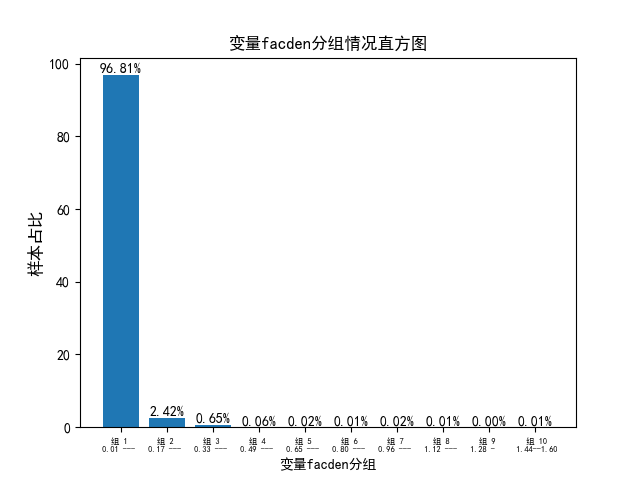 变量facden分组情况直方图
样本占比
100
80
60
40
20
0
96.81%
2.42%
0.65%
0.06%
0.02%
0.01%
0.02%
0.01%
0.00%
0.01%
组 1
0.01 ---
组 2
0.17 ---
组 3
0.33 ---
组 4
0.49 ---
组 5
0.65 ---
组 6
0.80 ---
组 7
0.96 ---
组 8
1.12 ---
组 9
1.28 -
组 10
1.44--1.60
变量facden分组